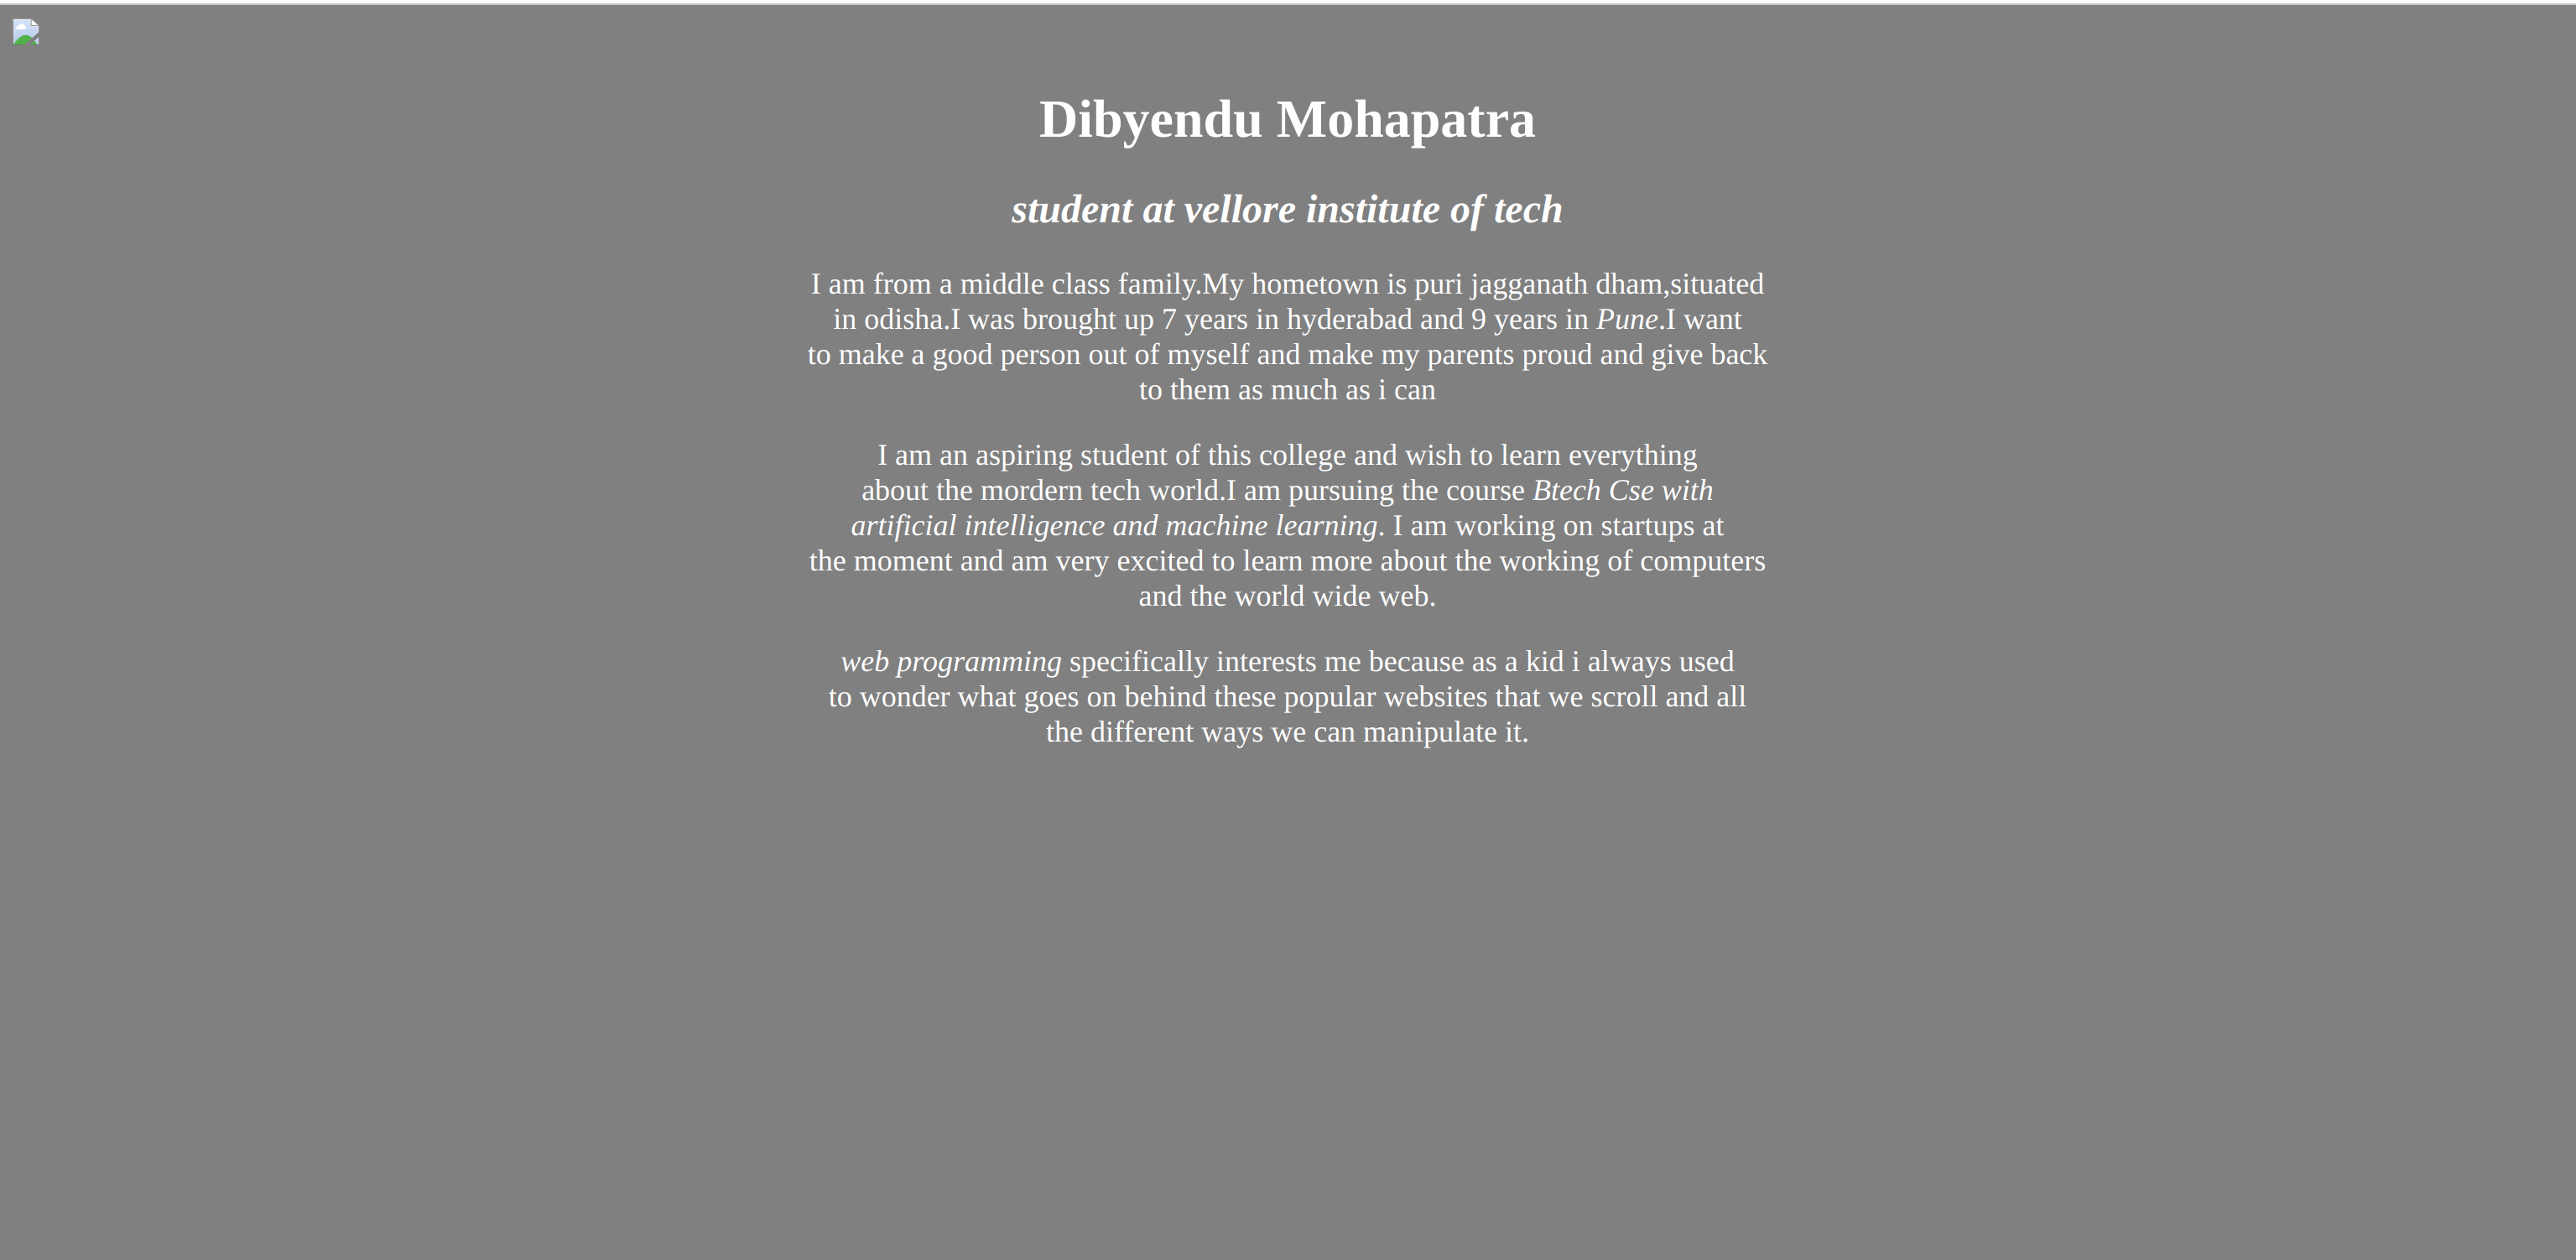 Dibyendu Mohapatra
student at vellore institute of tech
I am from a middle class family.My hometown is puri jagganath dham,situated
in odisha.I was brought up 7 years in hyderabad and 9 years in Pune.I want
to make a good person out of myself and make my parents proud and give back
to them as much as i can
I am an aspiring student of this college and wish to learn everything
about the mordern tech world.I am pursuing the course Btech Cse with
artificial intelligence and machine learning. I am working on startups at
the moment and am very excited to learn more about the working of computers
and the world wide web.
web programming specifically interests me because as a kid i always used
to wonder what goes on behind these popular websites that we scroll and all
the different ways we can manipulate it.